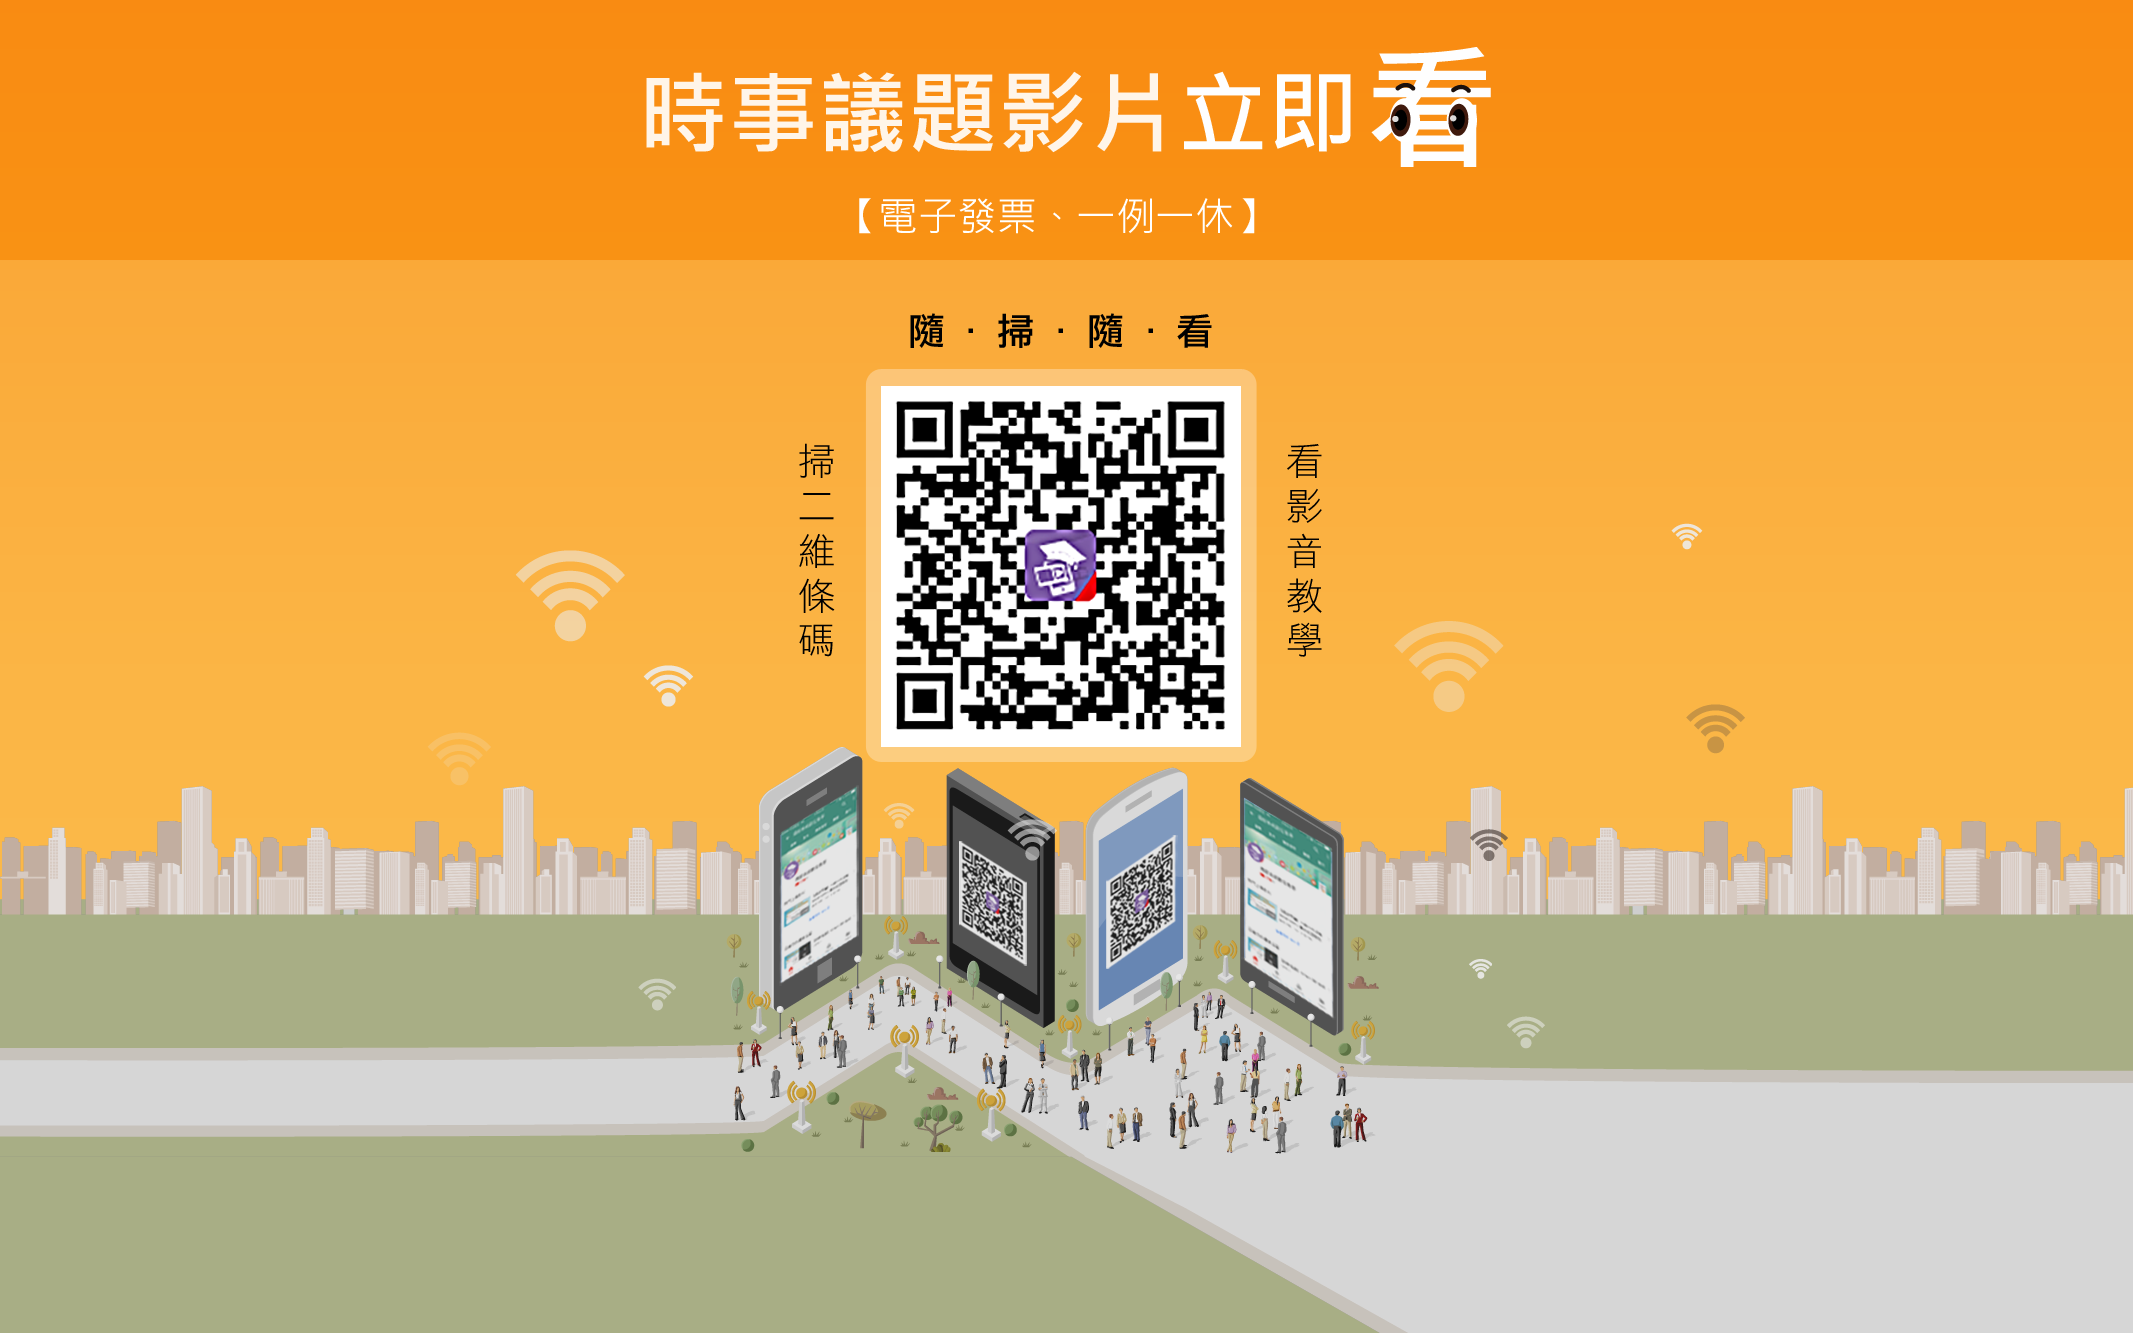 時事議題影片立即看
【電子發票、一例一休】
隨·掃·隨·看
掃二維條碼
看影音教學